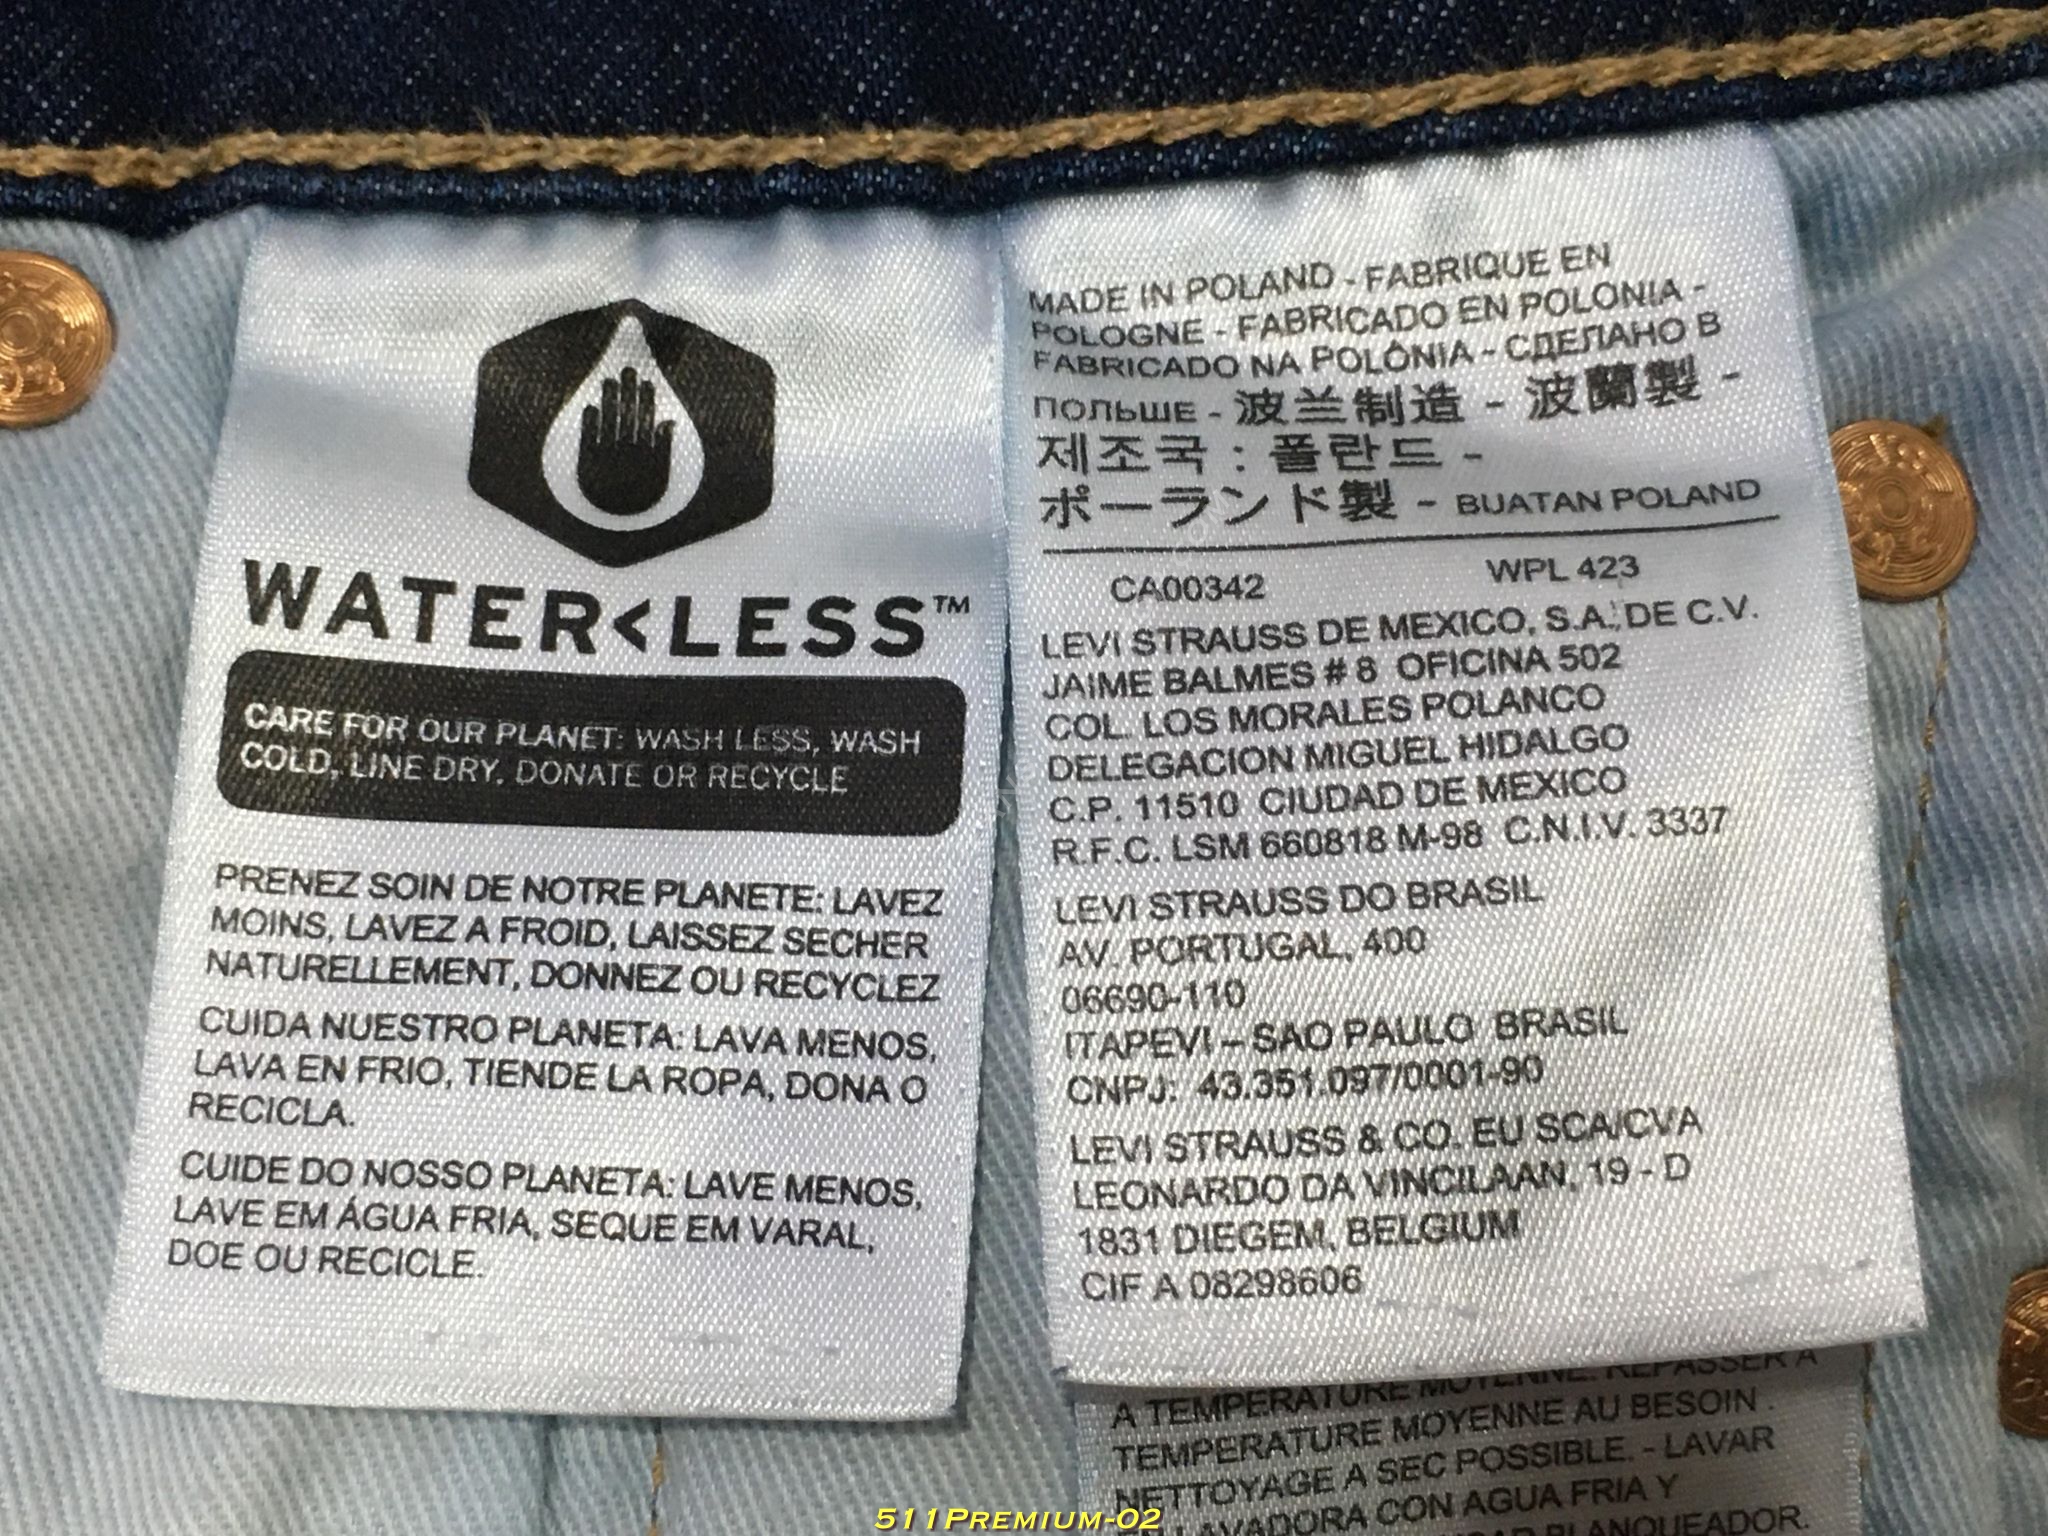 WATER<LESS™
CARE FOR OUR PLANET: WASH LESS, WASH
COLD, LINE DRY, DONATE OR RECYCLE
PRENEZ SOIN DE NOTRE PLANETE: LAVEZ
MOINS, LAVEZ A FROID, LAISSEZ SECHER
NATURELLEMENT, DONNEZ OU RECYCLEZ
CUIDA NUESTRO PLANETA: LAVA MENOS,
LAVA EN FRIO, TIENDE LA ROPA, DONA O
RECICLA.
CUIDE DO NOSSO PLANETA: LAVE MENOS,
LAVE EM ÁGUA FRIA, SEQUE EM VARAL,
DOE OU RECICLE.
MADE IN POLAND - FABRIQUE EN
POLOGNE - FABRICADO EN POLONIA -
FABRICADO NA POLÔNIA - СДЕЛАНО В
ПОЛЬШЕ - 波兰制造 - 波蘭製 -
제조국 : 폴란드 -
ポーランド製 - BUATAN POLAND
CA00342 WPL 423
LEVI STRAUSS DE MEXICO, S.A. DE C.V.
JAIME BALMES # 8 OFICINA 502
COL. LOS MORALES POLANCO
DELEGACION MIGUEL HIDALGO
C.P. 11510 CIUDAD DE MEXICO
R.F.C. LSM 660818 M-98 C.N.I.V. 3337
LEVI STRAUSS DO BRASIL
AV. PORTUGAL, 400
06690-110
ITAPEVI – SAO PAULO BRASIL
CNPJ: 43.351.097/0001-90
LEVI STRAUSS & CO. EU SCA/CVA
LEONARDO DA VINCILAAN, 19 - D
1831 DIEGEM, BELGIUM
CIF A 08298606
A TEMPERATURE MOYENNE. REPASSER A
TEMPERATURE MOYENNE AU BESOIN .
NETTOYAGE A SEC POSSIBLE. - LAVAR
LAVADORA CON AGUA FRIA Y
BLANQUEADOR.
511Premium-02